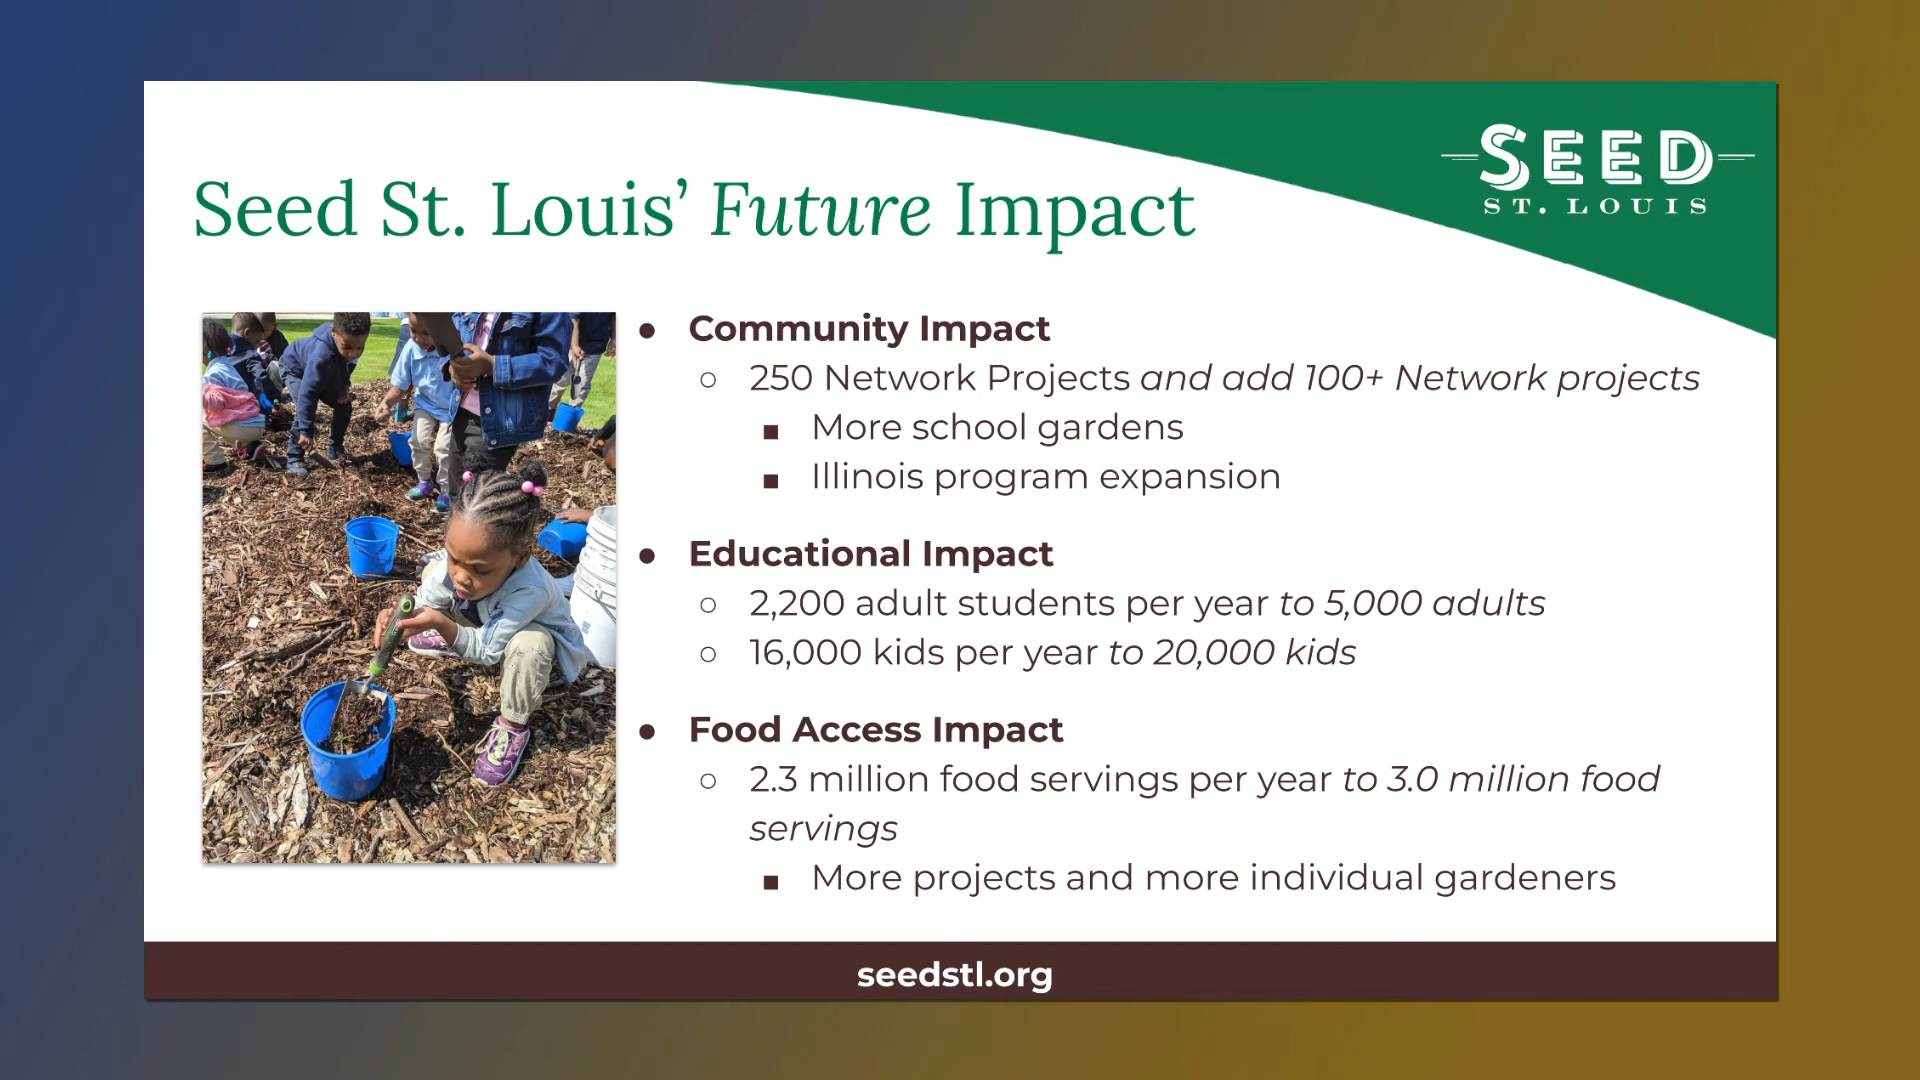 SEED
ST. LOUIS
Seed St. Louis’ Future Impact
● Community Impact
○ 250 Network Projects and add 100+ Network projects
■ More school gardens
■ Illinois program expansion
● Educational Impact
○ 2,200 adult students per year to 5,000 adults
○ 16,000 kids per year to 20,000 kids
● Food Access Impact
○ 2.3 million food servings per year to 3.0 million food
servings
■ More projects and more individual gardeners
seedstl.org